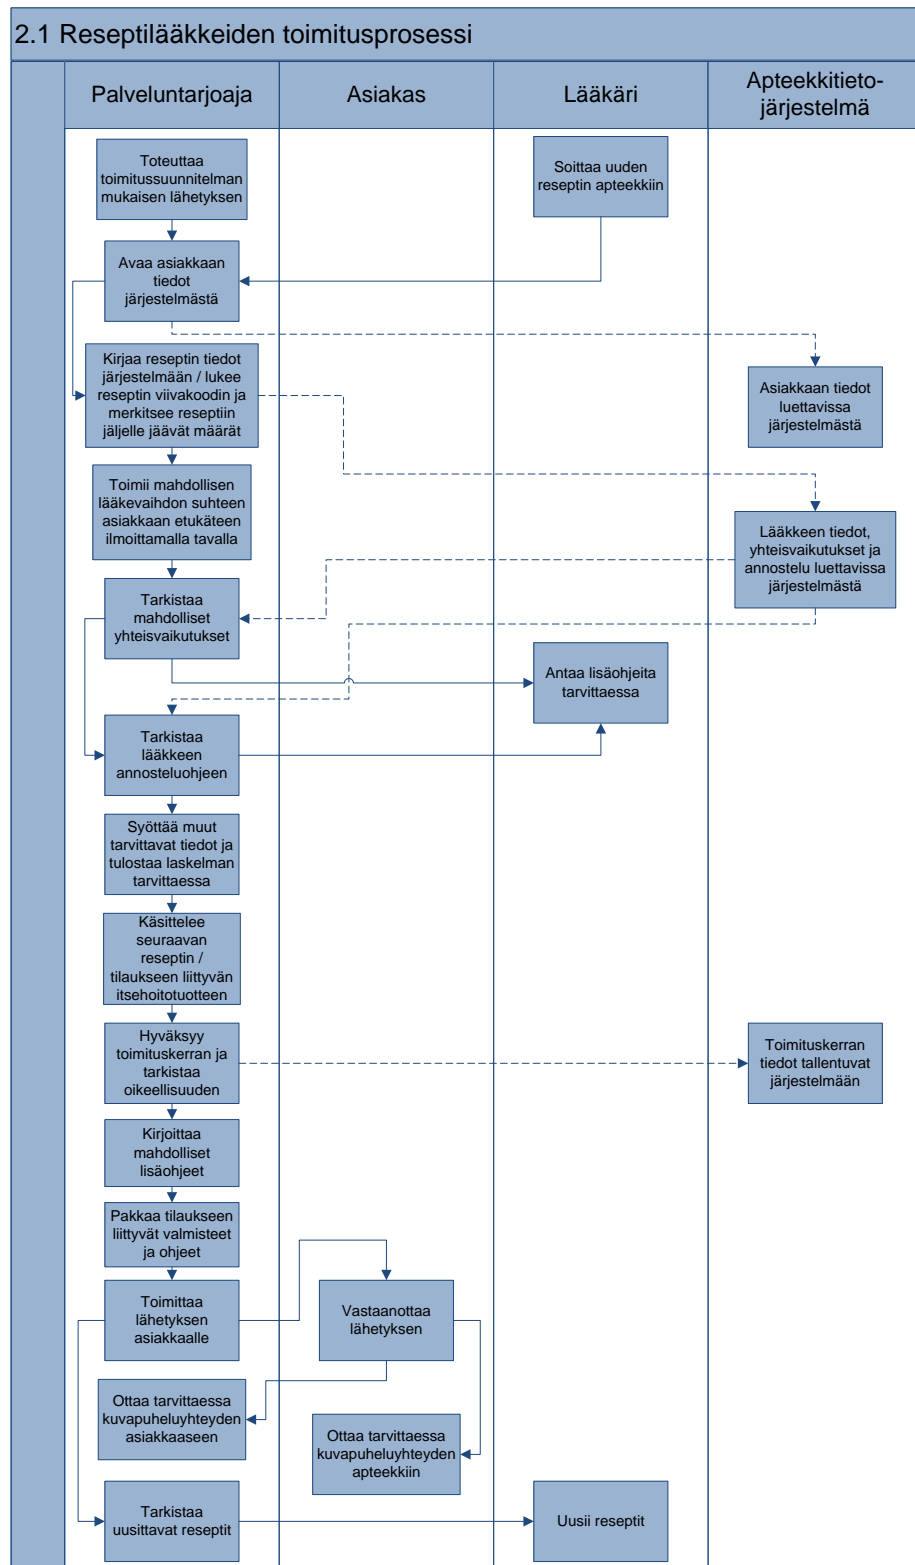 2.1 Reseptilääkkeiden toimitusprosessi
Palveluntarjoaja
Asiakas
Lääkäri
Apteekkitieto-
järjestelmä
Toteuttaa
toimitussuunnitelman
mukaisen lähetyksen
Soittaa uuden
reseptin apteekkiin
Avaa asiakkaan
tiedot
järjestelmästä
Kirjaa reseptin tiedot
järjestelmään / lukee
reseptin viivakoodin ja
merkitsee reseptiin
jäljelle jäävät määrät
Asiakkaan tiedot
luettavissa
järjestelmästä
Toimii mahdollisen
lääkevaihdon suhteen
asiakkaan etukäteen
ilmoittamalla tavalla
Lääkkeen tiedot,
yhteisvaikutukset ja
annostelu luettavissa
järjestelmästä
Tarkistaa
mahdolliset
yhteisvaikutukset
Antaa lisäohjeita
tarvittaessa
Tarkistaa
lääkkeen
annosteluohjeen
Syöttää muut
tarvittavat tiedot ja
tulostaa laskelman
tarvittaessa
Käsittelee
seuraavan
reseptin /
tilaukseen liittyvän
itsehoitotuotteen
Hyväksyy
toimituskerran ja
tarkistaa
oikeellisuuden
Toimituskerran
tiedot tallentuvat
järjestelmään
Kirjoittaa
mahdolliset
lisäohjeet
Pakkaa tilaukseen
liittyvät valmisteet
ja ohjeet
Toimittaa
lähetyksen
asiakkaalle
Vastaanottaa
lähetyksen
Ottaa tarvittaessa
kuvapuheluyhteyden
asiakkaaseen
Ottaa tarvittaessa
kuvapuheluyhteyden
apteekkiin
Tarkistaa
uusittavat reseptit
Uusii reseptit